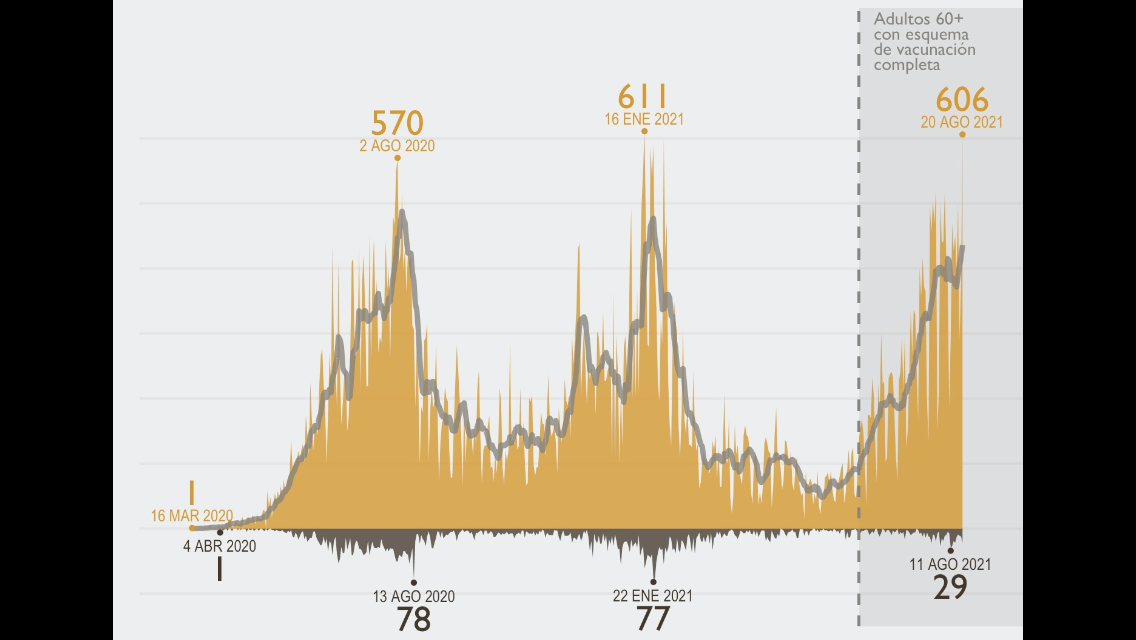 Adultos 60+
con esquema
de vacunación
completa
570
2 AGO 2020
611
16 ENE 2021
606
20 AGO 2021
1
16 MAR 2020
4 ABR 2020
1
13 AGO 2020
78
22 ENE 2021
77
11 AGO 2021
29